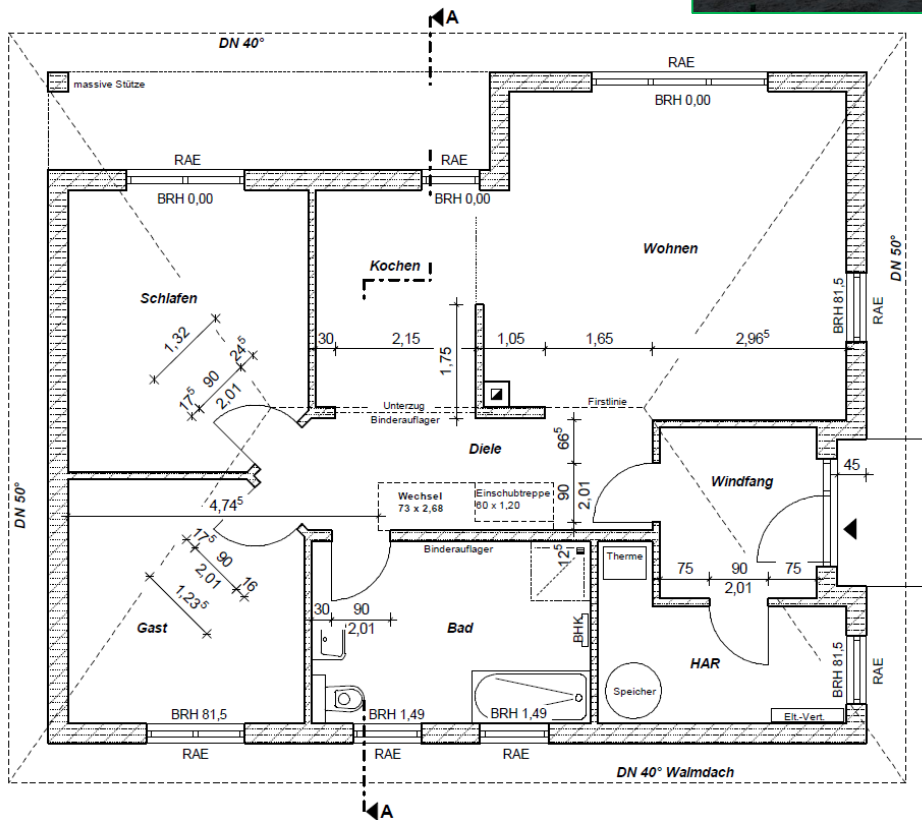 A
DN 40°
RAE
massive Stütze
BRH 0,00
RAE
RAE
BRH 0,00
BRH 0,00
Wohnen
DN 50°
Kochen
Schlafen
BRH 81,5
RAE
1,32
24⁵
90
2,01
17⁵
30
2,15
1,75
1,05
1,65
2,96⁵
Unterzug
Binderauflager
Firstlinie
Diele
66⁵
90
2,01
Windfang
45
DN 50°
4,74⁵
Wechsel
73 x 2,68
Einschubtreppe
60 x 1,20
Binderauflager
12⁵
Therme
75
90
75
2,01
17⁵
90
2,01
16
1,23⁵
30
90
2,01
Gast
Bad
BHK
HAR
BRH 81,5
RAE
Speicher
Elt.-Vert.
BRH 81,5
BRH 1,49
BRH 1,49
RAE
RAE
RAE
DN 40° Walmdach
A